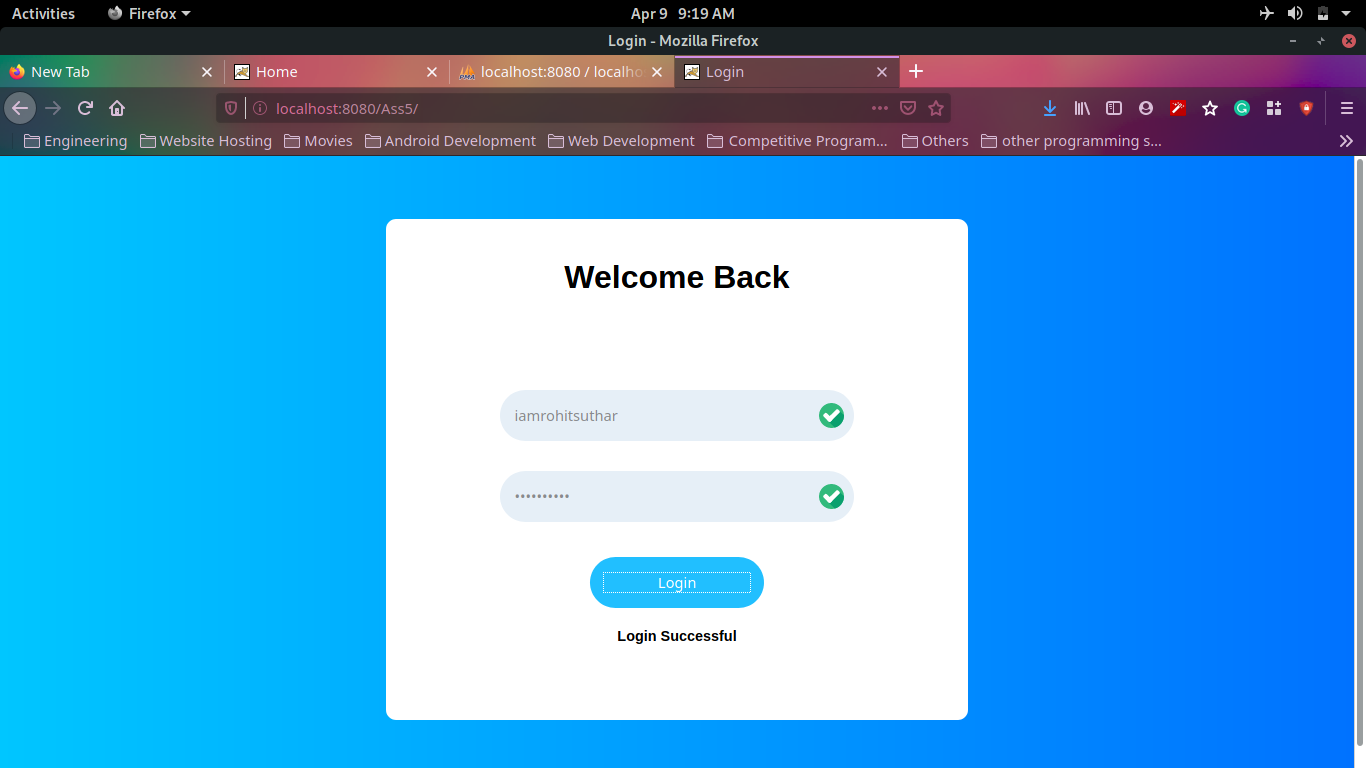 Activities Firefox Apr 9 9:19 AM
Login - Mozilla Firefox
New Tab Home localhost:8080 / localho Login
localhost:8080/Ass5/
Engineering Website Hosting Movies Android Development Web Development Competitive Program... Others other programming s...
Welcome Back
iamrohitsuthar
••••••••••
Login
Login Successful